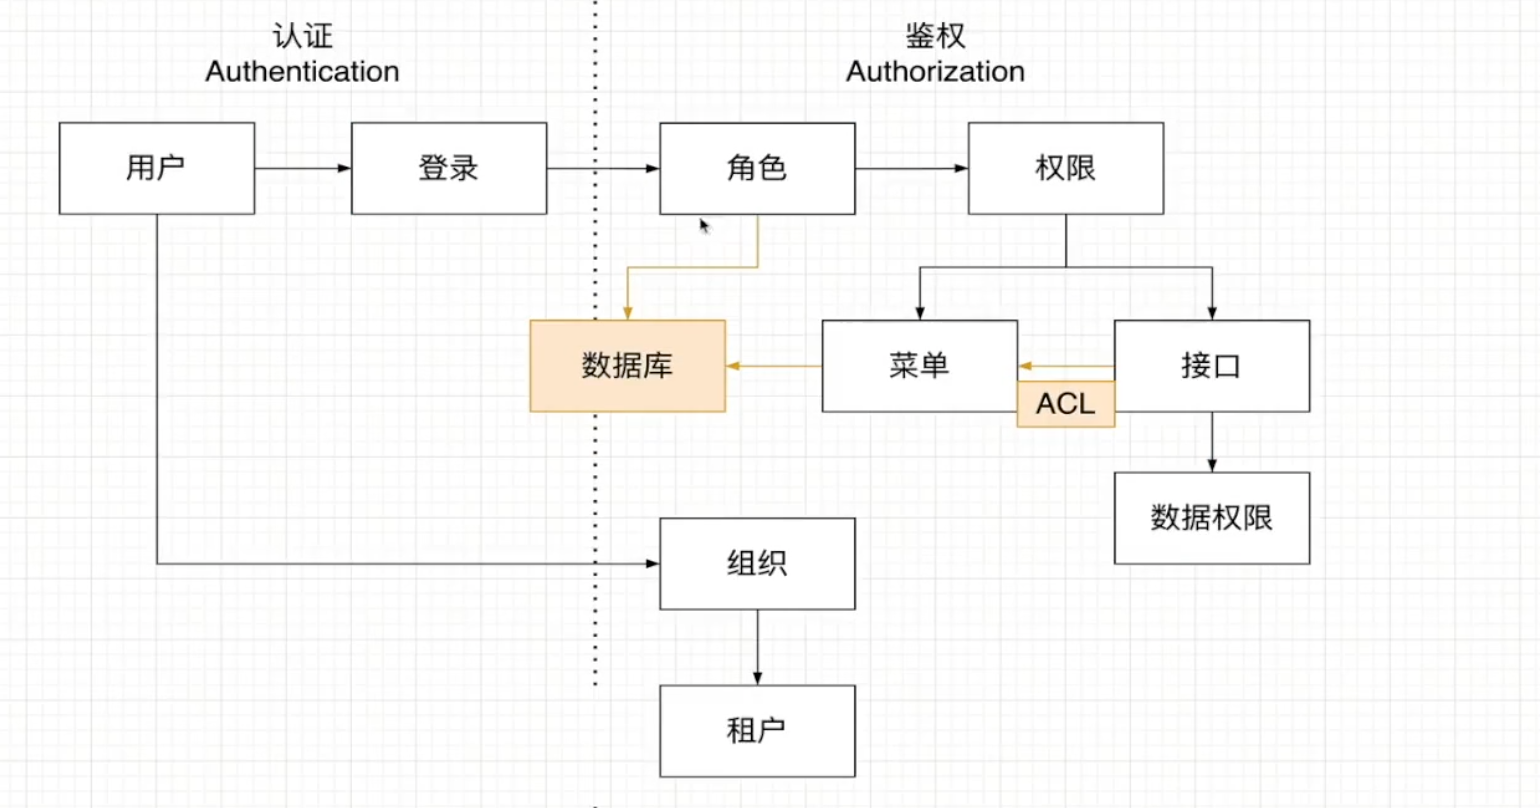 认证
Authentication
鉴权
Authorization
用户
登录
角色
权限
数据库
菜单
ACL
接口
数据权限
组织
租户